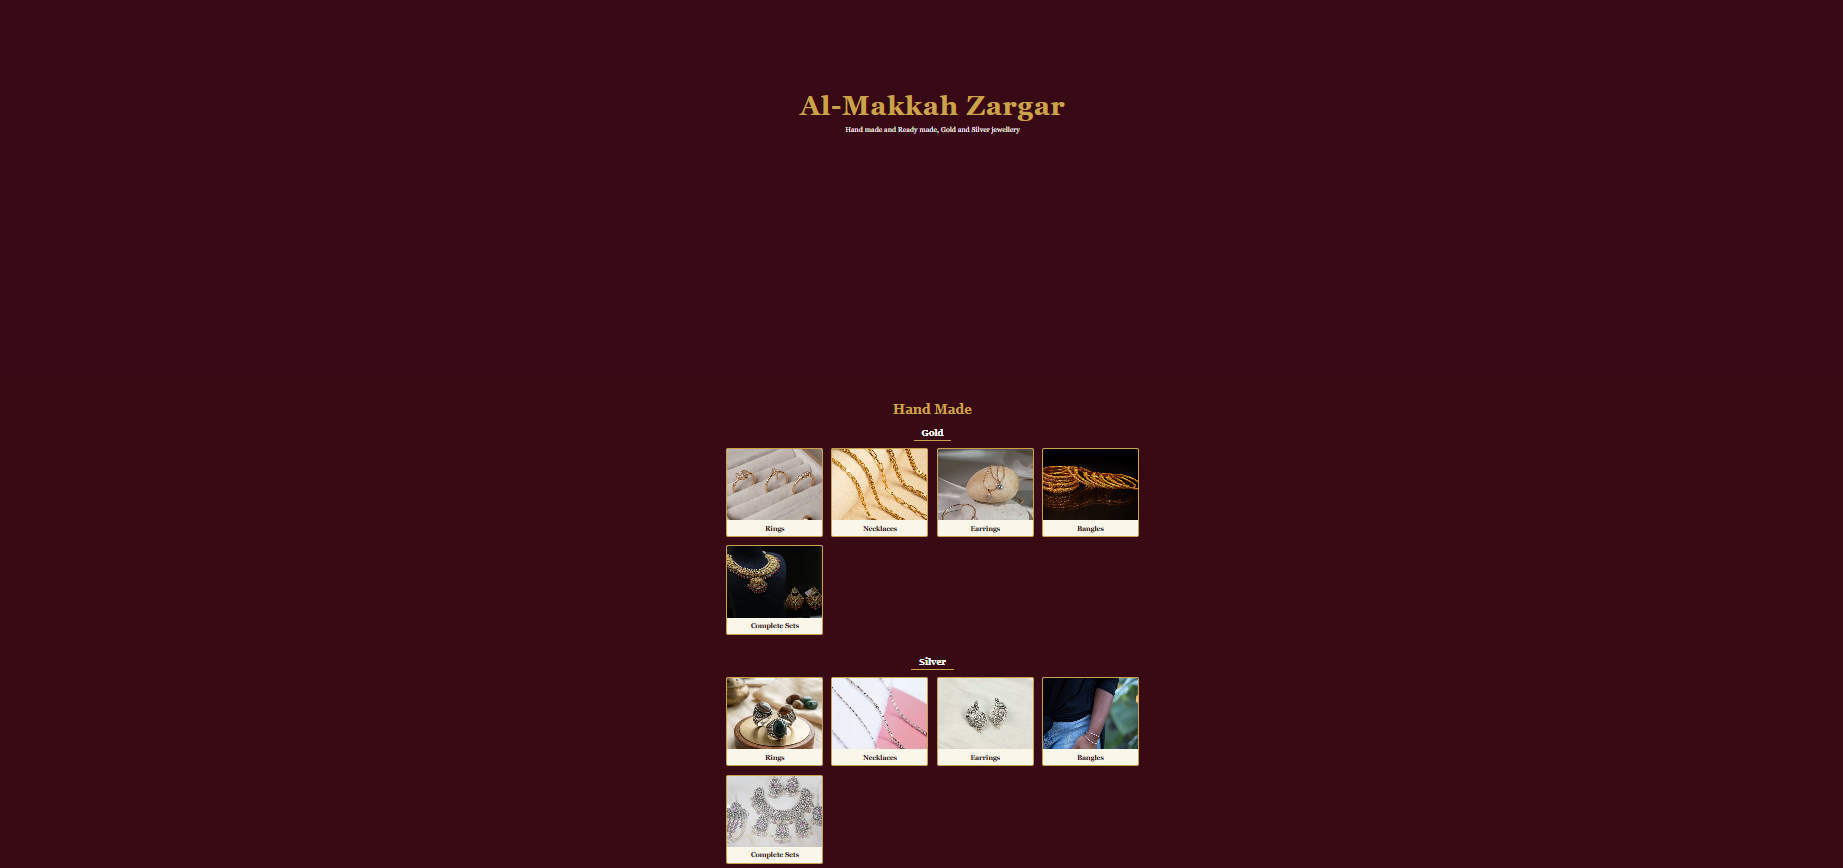 Al-Makkah Zargar
Hand made and Ready made, Gold and Silver jewellery
Hand Made
Gold
Rings
Necklaces
Earrings
Bangles
Complete Sets
Silver
Rings
Necklaces
Earrings
Bangles
Complete Sets